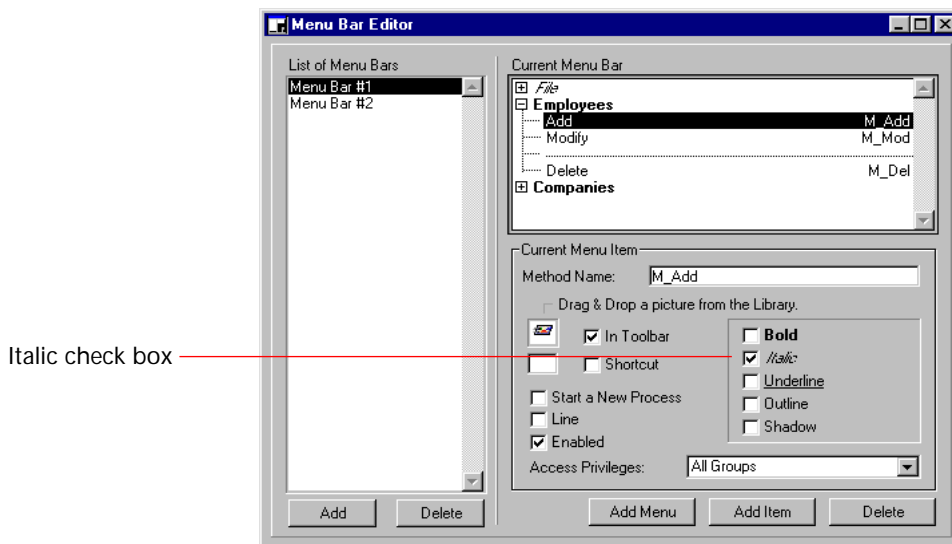 Menu Bar Editor
List of Menu Bars
Menu Bar #1
Menu Bar #2
Add
Delete
Current Menu Bar
File
Employees
Add M_Add
Modify M_Mod
Delete M_Del
Companies
Current Menu Item
Method Name: M_Add
Drag & Drop a picture from the Library.
In Toolbar
Shortcut
Start a New Process
Line
Enabled
Bold
Italic
Underline
Outline
Shadow
Access Privileges: All Groups
Add Menu
Add Item
Delete
Italic check box